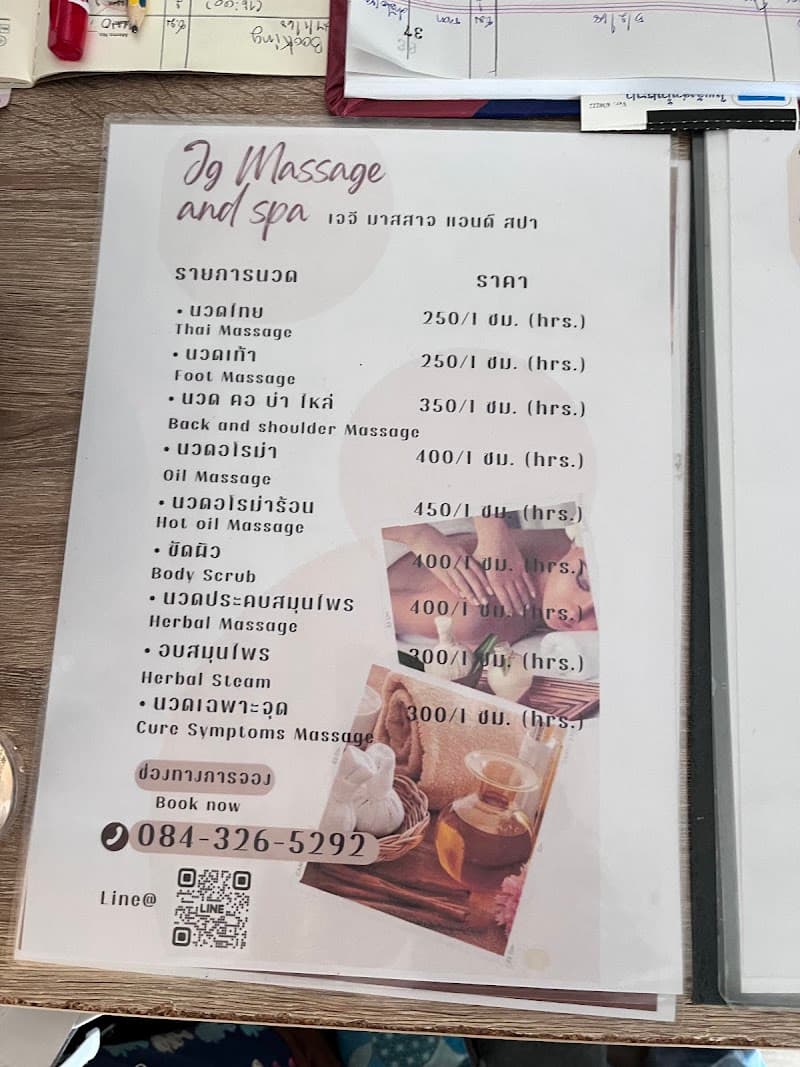 Jg Massage
and spa เจจี มาสสาจ แอนด์ สปา
รายการนวด ราคา
• นวดไทย 250/1 ชม. (hrs.)
Thai Massage
• นวดเท้า 250/1 ชม. (hrs.)
Foot Massage
• นวด คอ บ่า ไหล่ 350/1 ชม. (hrs.)
Back and shoulder Massage
• นวดอโรม่า 400/1 ชม. (hrs.)
Oil Massage
• นวดอโรม่าร้อน 450/1 ชม. (hrs.)
Hot oil Massage
• ขัดผิว 400/1 ชม. (hrs.)
Body Scrub
• นวดประคบสมุนไพร 400/1 ชม. (hrs.)
Herbal Massage
• อบสมุนไพร 300/1 ชม. (hrs.)
Herbal Steam
• นวดเฉพาะจุด 300/1 ชม. (hrs.)
Cure Symptoms Massage
ช่องทางการจอง
Book now
084-326-5292
Line@
LINE
Booking
37